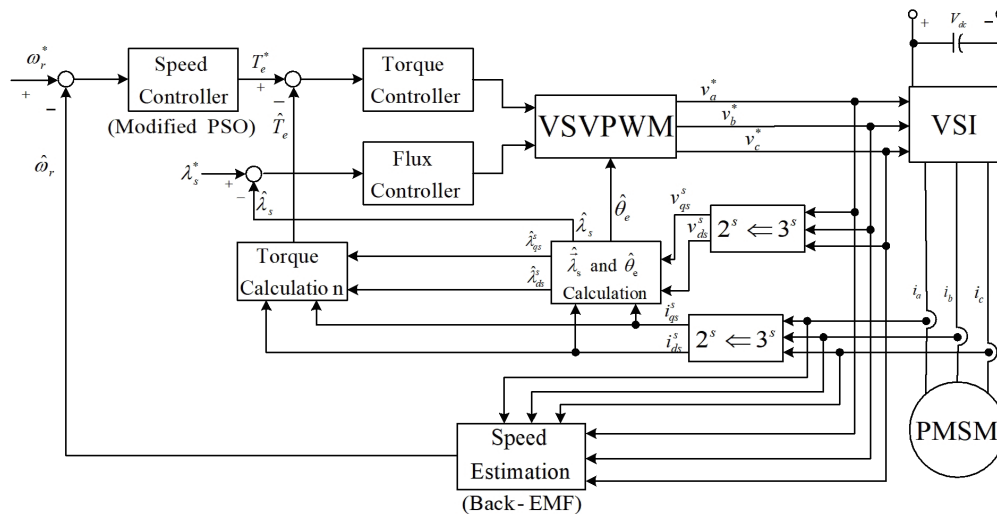 V_dc
+
−
ω_r^*
+
−
Speed
Controller
(Modified PSO)
T_e^*
+
−
T̂_e
Torque
Controller
VSVPWM
v_a^*
v_b^*
v_c^*
VSI
ω̂_r
λ_s^*
+
−
λ̂_s
Flux
Controller
θ̂_e
λ̂_s
v_qs^s
v_ds^s
2^s ⇐ 3^s
Torque
Calculatio n
λ̂_qs^s
λ̂_ds^s
λ̂⃗_s and θ̂_e
Calculation
i_qs^s
i_ds^s
2^s ⇐ 3^s
i_a
i_b
i_c
PMSM
Speed
Estimation
(Back- EMF)